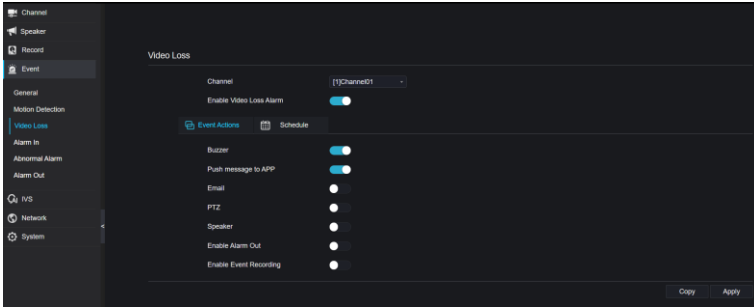 Channel
Speaker
Record
Event
General
Motion Detection
Video Loss
Alarm In
Abnormal Alarm
Alarm Out
IVS
Network
System
<
Video Loss
Channel [1]Channel01
Enable Video Loss Alarm
Event Actions Schedule
Buzzer
Push message to APP
Email
PTZ
Speaker
Enable Alarm Out
Enable Event Recording
Copy Apply